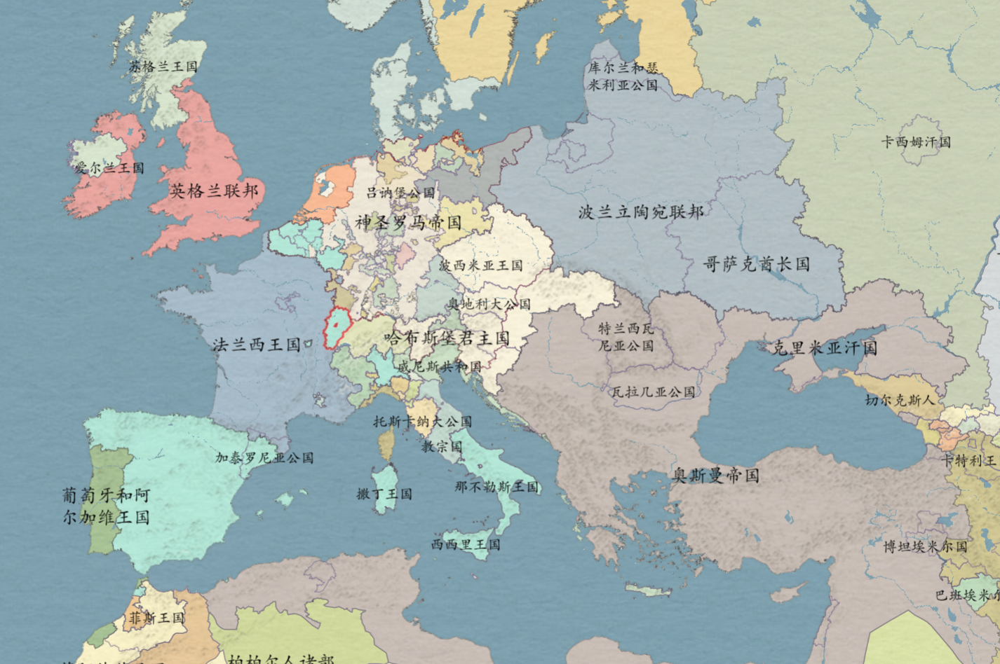 苏格兰王国
库尔兰和瑟
米利亚公国
卡西姆汗国
爱尔兰王国
英格兰联邦
吕讷堡公国
神圣罗马帝国
波兰立陶宛联邦
波西米亚王国
哥萨克酋长国
奥地利大公国
法兰西王国
哈布斯堡君主国
特兰西瓦
尼亚公国
克里米亚汗国
威尼斯共和国
瓦拉几亚公国
切尔克斯人
托斯卡纳大公国
教宗国
加泰罗尼亚公国
卡特利王
奥斯曼帝国
葡萄牙和阿
尔加维王国
撒丁王国
那不勒斯王国
西西里王国
博坦埃米尔国
巴班埃米尔
菲斯王国
柏柏尔人诸部